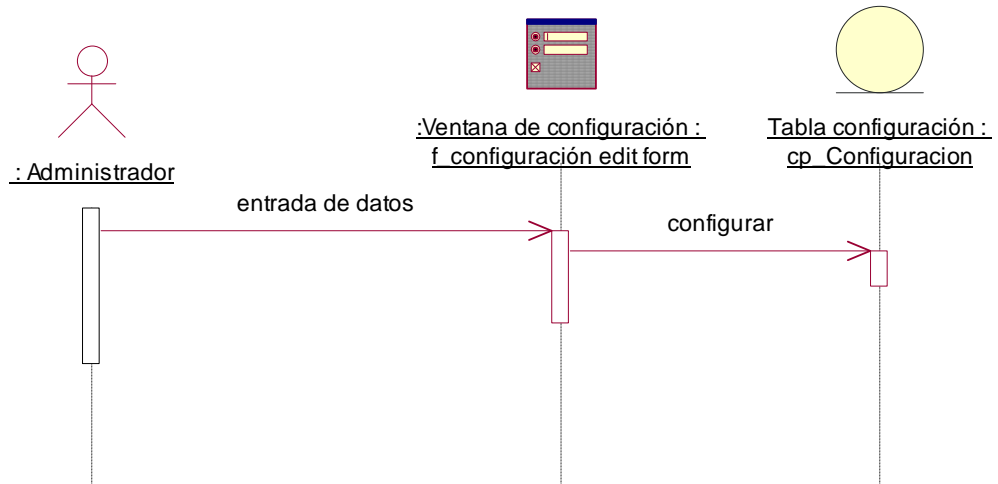 :Ventana de configuración :
f_configuración edit form
Tabla configuración :
cp_Configuracion
: Administrador
entrada de datos
configurar